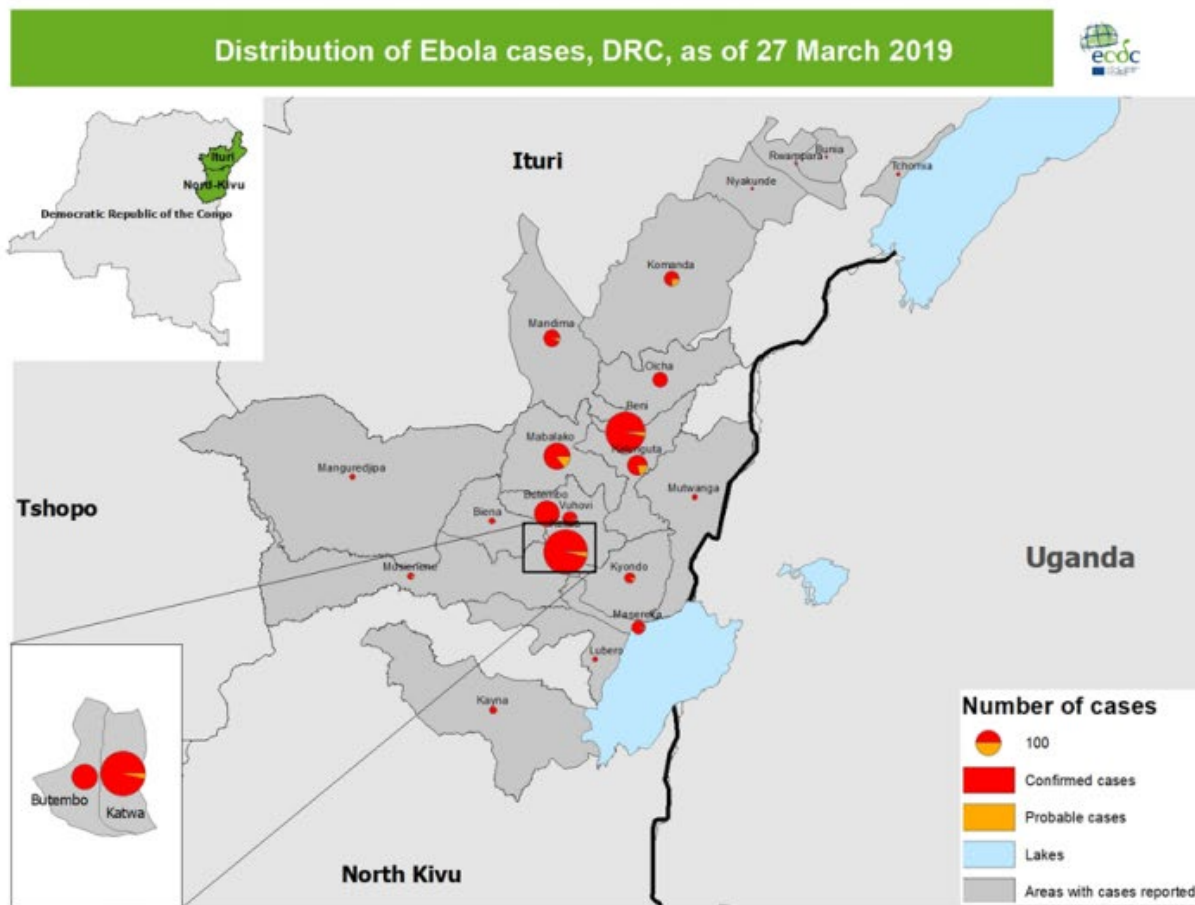 Distribution of Ebola cases, DRC, as of 27 March 2019
ecdc
Ituri
Nord-Kivu
Democratic Republic of the Congo
Ituri
Rwampara
Bunia
Tchomia
Nyakunde
Komanda
Mandima
Oicha
Beni
Mabalako
Manguredjipa
Mutwanga
Tshopo
Butembo
Vuhovi
Biena
Uganda
Musienene
Kyondo
Masereka
Lubero
Kayna
Butembo
Katwa
North Kivu
Number of cases
100
Confirmed cases
Probable cases
Lakes
Areas with cases reported